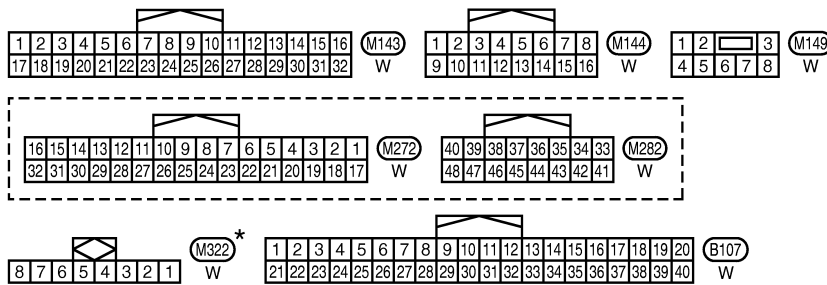 1 2 3 4 5 6 7 8 9 10 11 12 13 14 15 16 M143
17 18 19 20 21 22 23 24 25 26 27 28 29 30 31 32 W
1 2 3 4 5 6 7 8 M144
9 10 11 12 13 14 15 16 W
1 2 3 M149
4 5 6 7 8 W
16 15 14 13 12 11 10 9 8 7 6 5 4 3 2 1 M272
32 31 30 29 28 27 26 25 24 23 22 21 20 19 18 17 W
40 39 38 37 36 35 34 33 M282
48 47 46 45 44 43 42 41 W
8 7 6 5 4 3 2 1 M322 *
W
1 2 3 4 5 6 7 8 9 10 11 12 13 14 15 16 17 18 19 20 B107
21 22 23 24 25 26 27 28 29 30 31 32 33 34 35 36 37 38 39 40 W